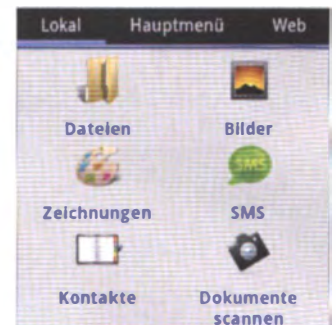 Lokal Hauptmenü Web
Dateien Bilder
SMS
Zeichnungen SMS
Kontakte Dokumente
scannen